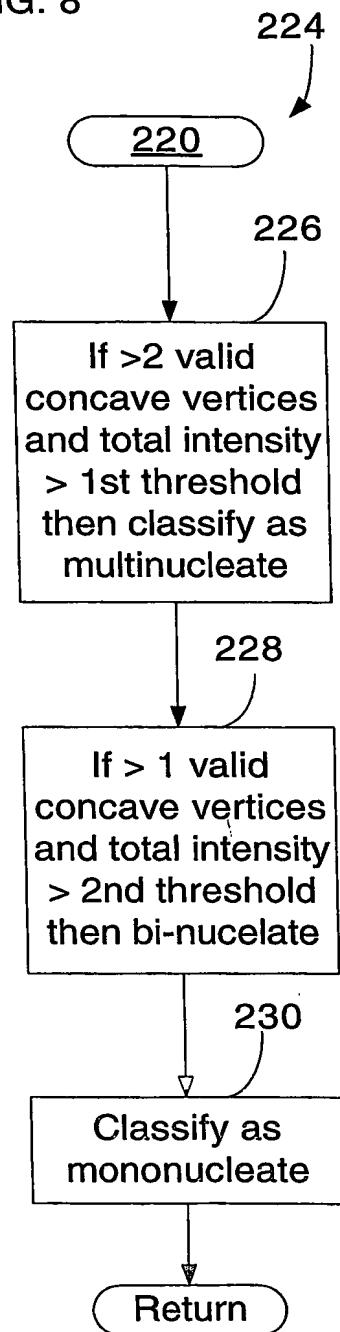 FIG. 8
224
220
226
If >2 valid
concave vertices
and total intensity
> 1st threshold
then classify as
multinucleate
228
If > 1 valid
concave vertices
and total intensity
> 2nd threshold
then bi-nucelate
230
Classify as
mononucleate
Return